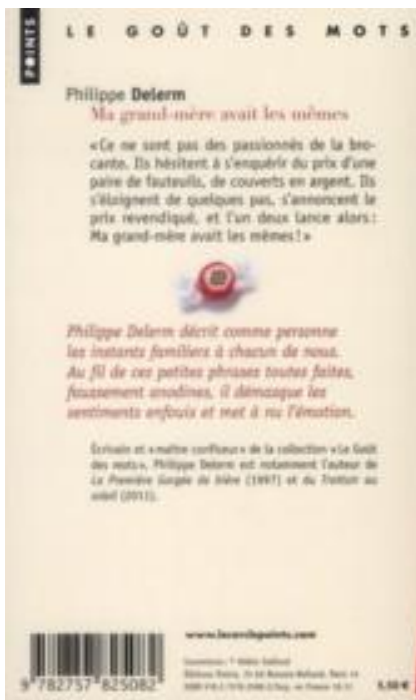 POINTS
LE GOÛT DES MOTS
Philippe Delerm
Ma grand-mère avait les mêmes
«Ce ne sont pas des passionnés de la bro-
cante. Ils hésitent à s'enquérir du prix d'une
paire de fauteuils, de couverts en argent. Ils
s'éloignent de quelques pas, s'annoncent le
prix revendiqué, et l'un deux lance alors:
Ma grand-mère avait les mêmes!»
Philippe Delerm décrit comme personne
les instants familiers à chacun de nous.
Au fil de ces petites phrases toutes faites,
faussement anodines, il démasque les
sentiments enfouis et met à nu l'émotion.
Écrivain et «maître confiseur» de la collection «Le Goût
des mots», Philippe Delerm est notamment l'auteur de
La Première Gorgée de bière (1997) et du Trottoir au
soleil (2011).
www.lecerclepoints.com
9 782757 825082
5,50 €